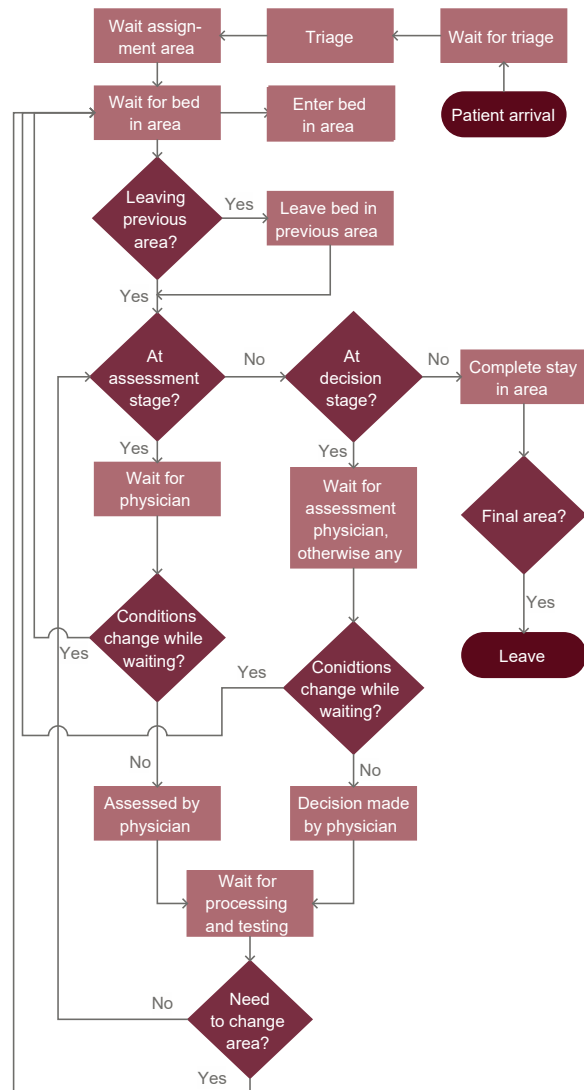 Wait assign-
ment area
Triage
Wait for triage
Wait for bed
in area
Enter bed
in area
Patient arrival
Leaving
previous
area?
Yes
Leave bed in
previous area
Yes
At
assessment
stage?
No
At
decision
stage?
No
Complete stay
in area
Yes
Yes
Wait for
physician
Wait for
assessment
physician,
otherwise any
Final area?
Yes
Conditions
change while
waiting?
Yes
Leave
Conidtions
change while
waiting?
Yes
No
No
Assessed by
physician
Decision made
by physician
Wait for
processing
and testing
No
Need
to change
area?
Yes